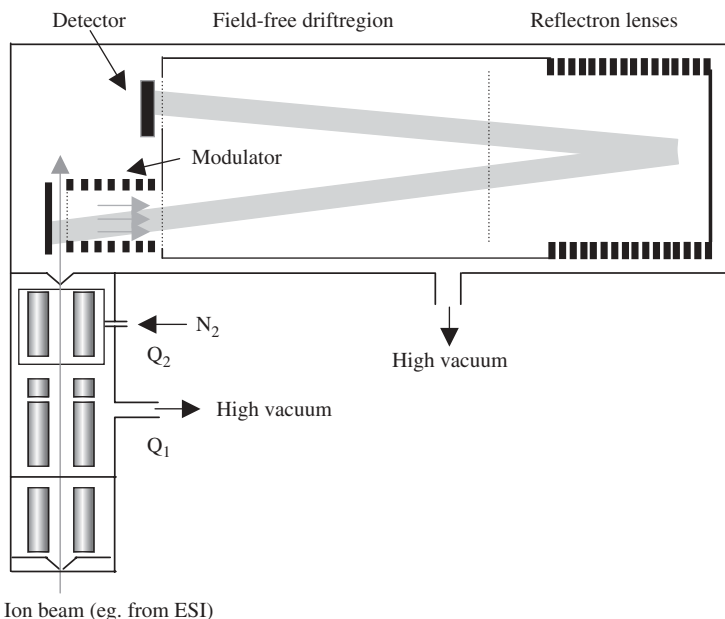 Detector
Field-free driftregion
Reflectron lenses
Modulator
N2
Q2
High vacuum
High vacuum
Q1
Ion beam (eg. from ESI)